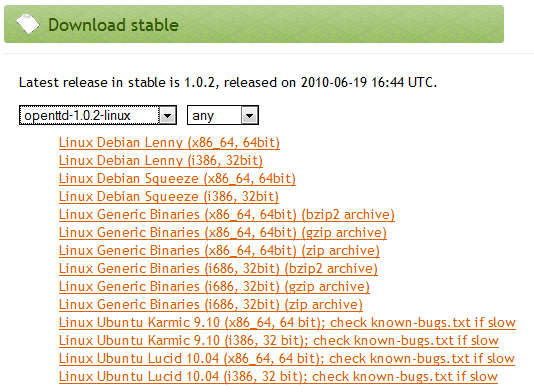 Download stable
Latest release in stable is 1.0.2, released on 2010-06-19 16:44 UTC.
openttd-1.0.2-linux any
Linux Debian Lenny (x86_64, 64bit)
Linux Debian Lenny (i386, 32bit)
Linux Debian Squeeze (x86_64, 64bit)
Linux Debian Squeeze (i386, 32bit)
Linux Generic Binaries (x86_64, 64bit) (bzip2 archive)
Linux Generic Binaries (x86_64, 64bit) (gzip archive)
Linux Generic Binaries (x86_64, 64bit) (zip archive)
Linux Generic Binaries (i686, 32bit) (bzip2 archive)
Linux Generic Binaries (i686, 32bit) (gzip archive)
Linux Generic Binaries (i686, 32bit) (zip archive)
Linux Ubuntu Karmic 9.10 (x86_64, 64 bit); check known-bugs.txt if slow
Linux Ubuntu Karmic 9.10 (i386, 32 bit); check known-bugs.txt if slow
Linux Ubuntu Lucid 10.04 (x86_64, 64 bit); check known-bugs.txt if slow
Linux Ubuntu Lucid 10.04 (i386, 32 bit); check known-bugs.txt if slow